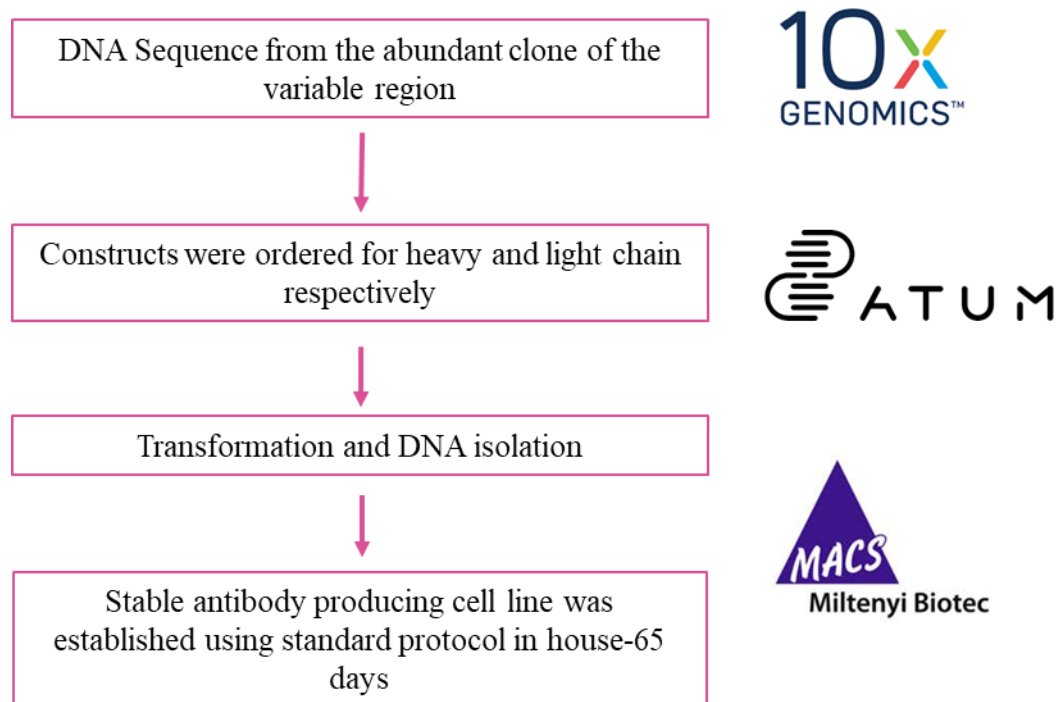 DNA Sequence from the abundant clone of the
variable region
10x
GENOMICS™
Constructs were ordered for heavy and light chain
respectively
ATUM
Transformation and DNA isolation
MACS
Miltenyi Biotec
Stable antibody producing cell line was
established using standard protocol in house-65
days